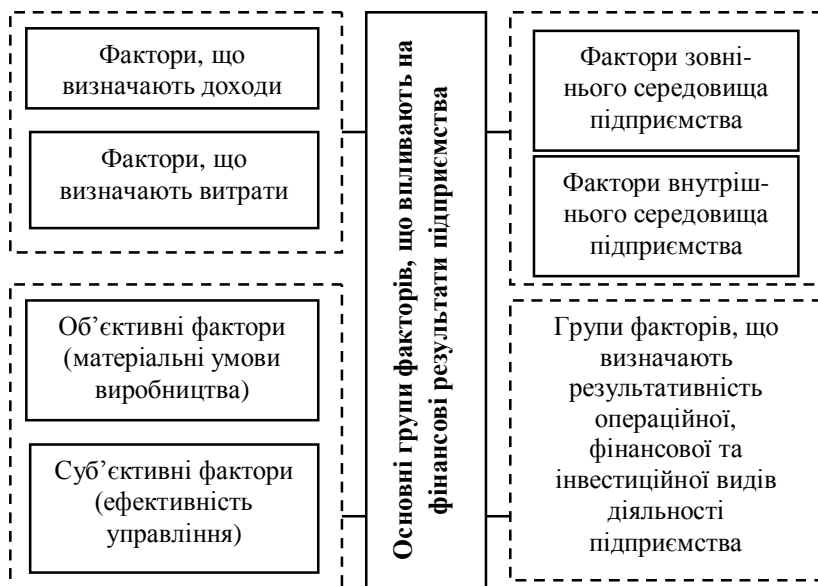 Фактори, що
визначають доходи
Фактори, що
визначають витрати
Об’єктивні фактори
(матеріальні умови
виробництва)
Суб’єктивні фактори
(ефективність
управління)
Основні групи факторів, що впливають на
фінансові результати підприємства
Фактори зовні-
нього середовища
підприємства
Фактори внутріш-
нього середовища
підприємства
Групи факторів, що
визначають
результативність
операційної,
фінансової та
інвестиційної видів
діяльності
підприємства